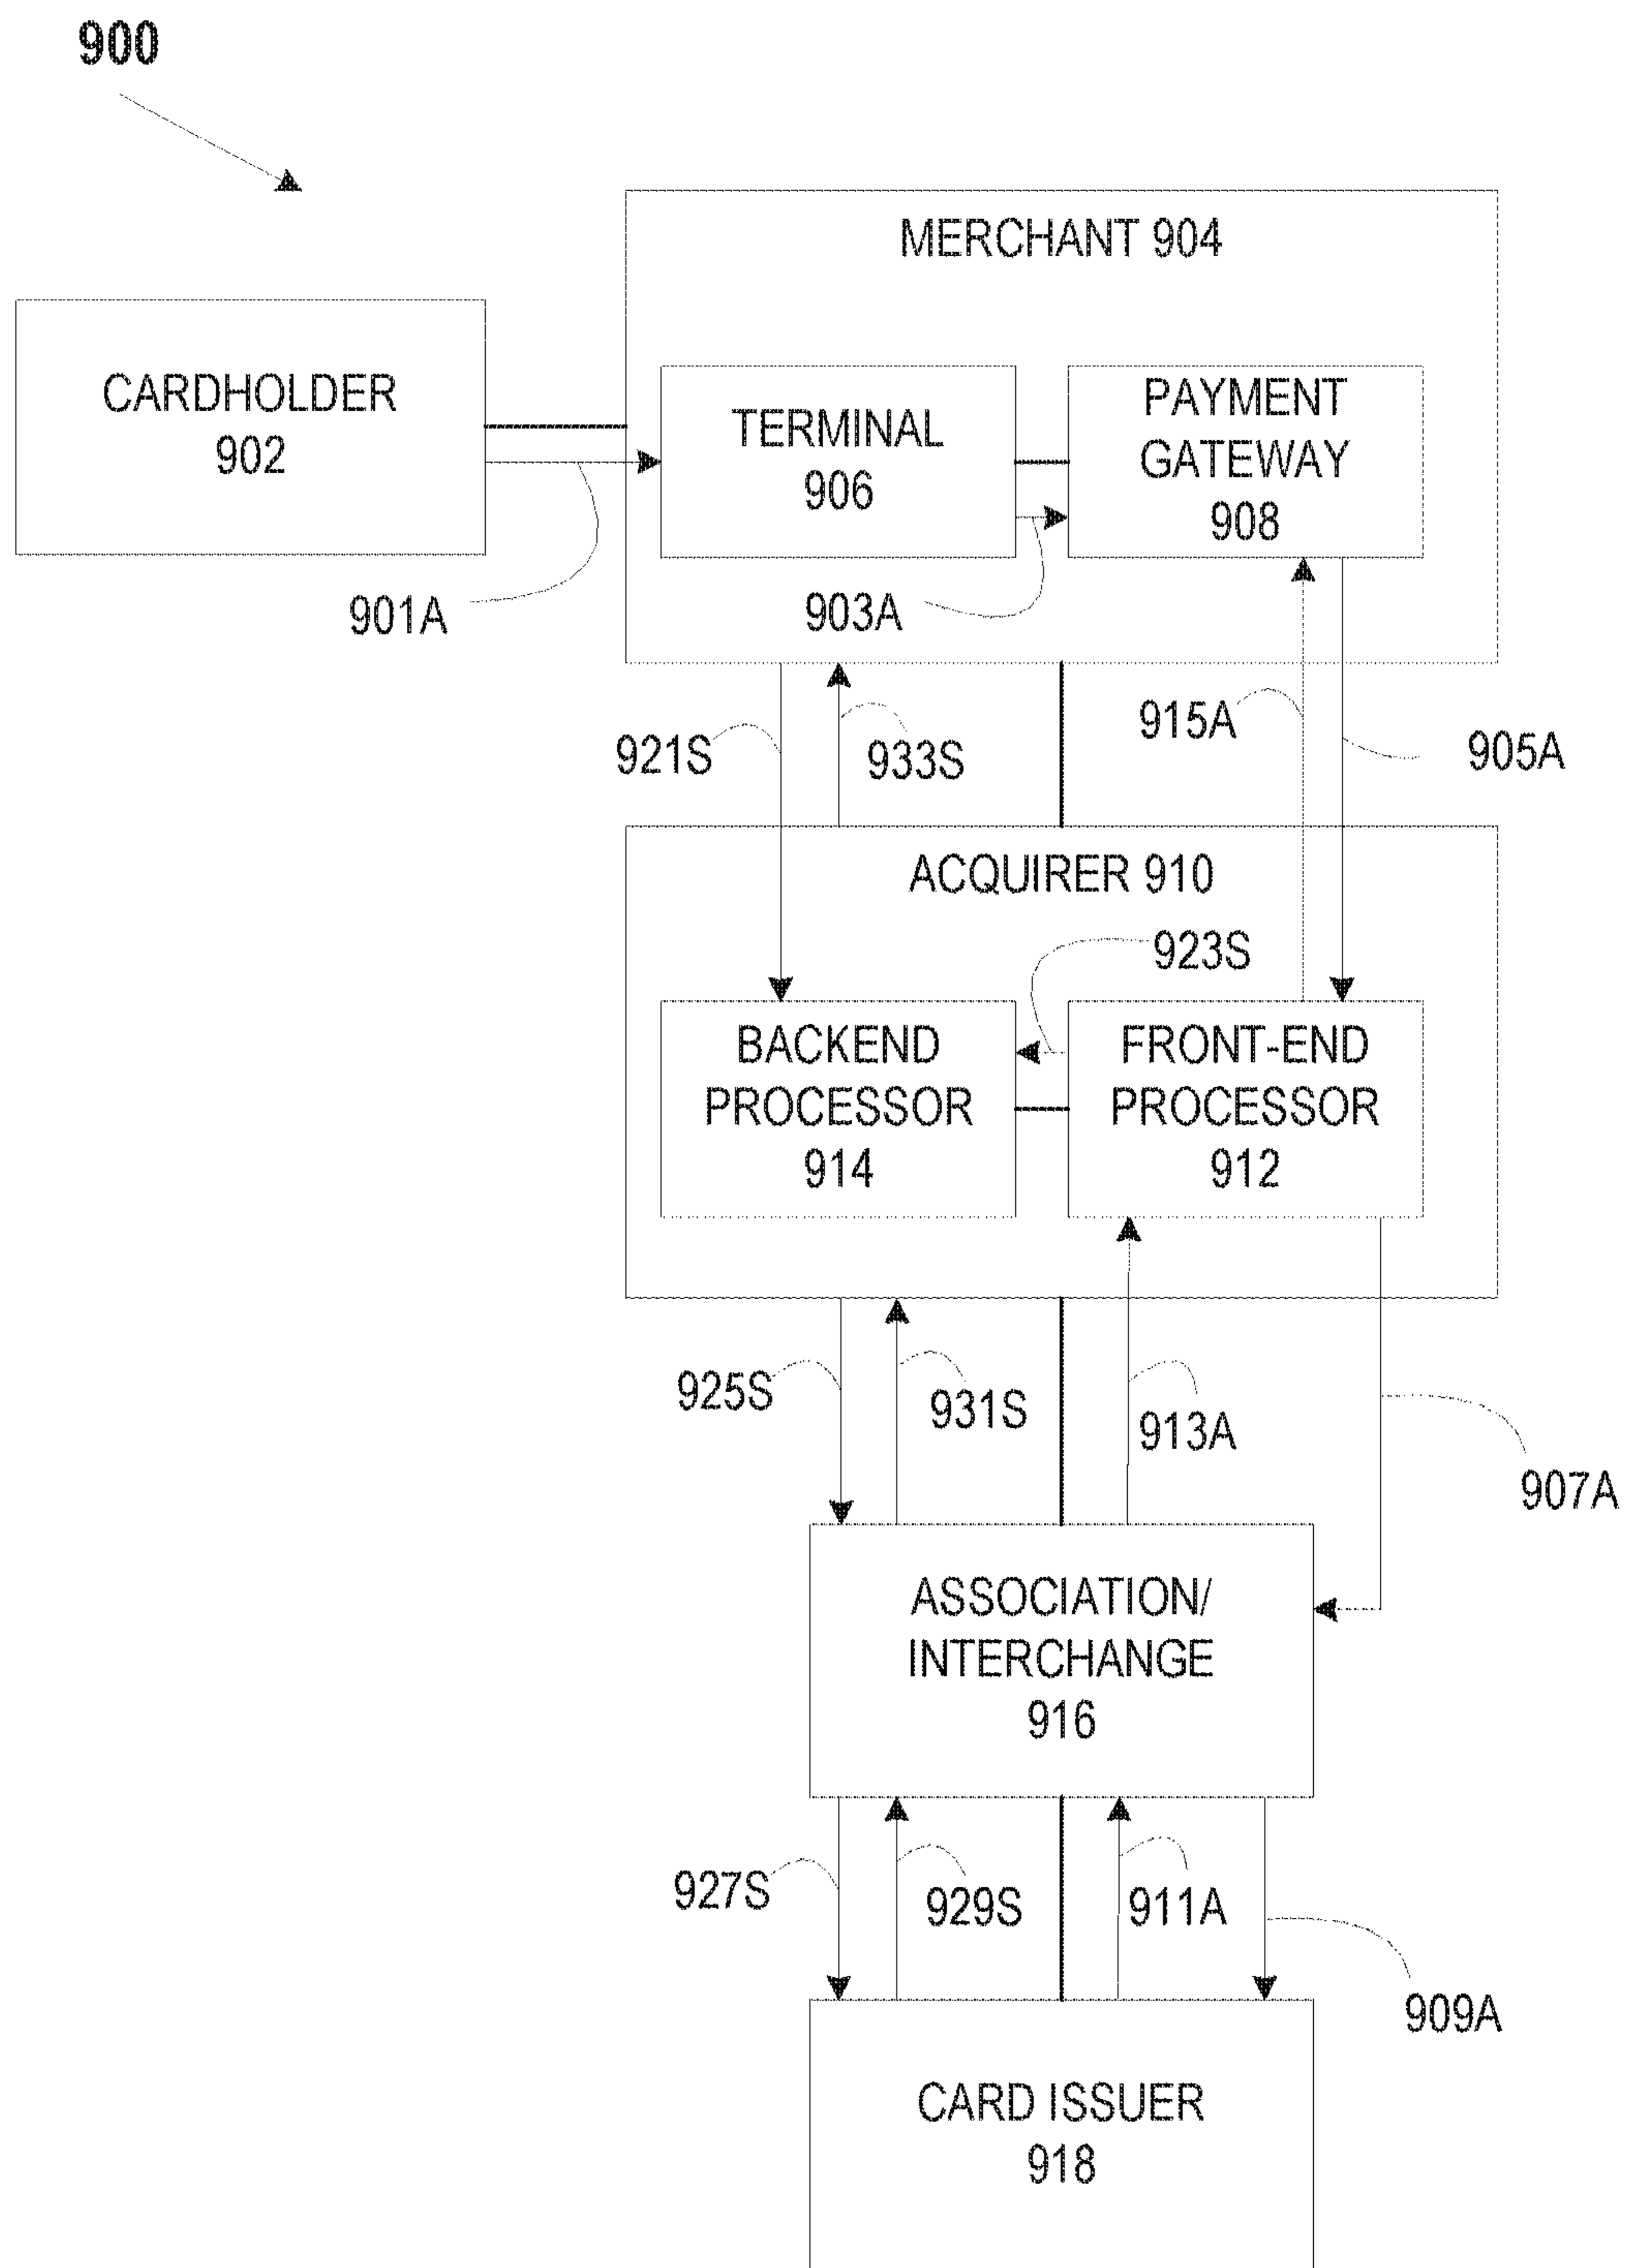 900
MERCHANT 904
CARDHOLDER
902
TERMINAL
906
PAYMENT
GATEWAY
908
901A
903A
921S
933S
915A
905A
ACQUIRER 910
923S
BACKEND
PROCESSOR
914
FRONT-END
PROCESSOR
912
925S
931S
913A
907A
ASSOCIATION/
INTERCHANGE
916
927S
929S
911A
909A
CARD ISSUER
918